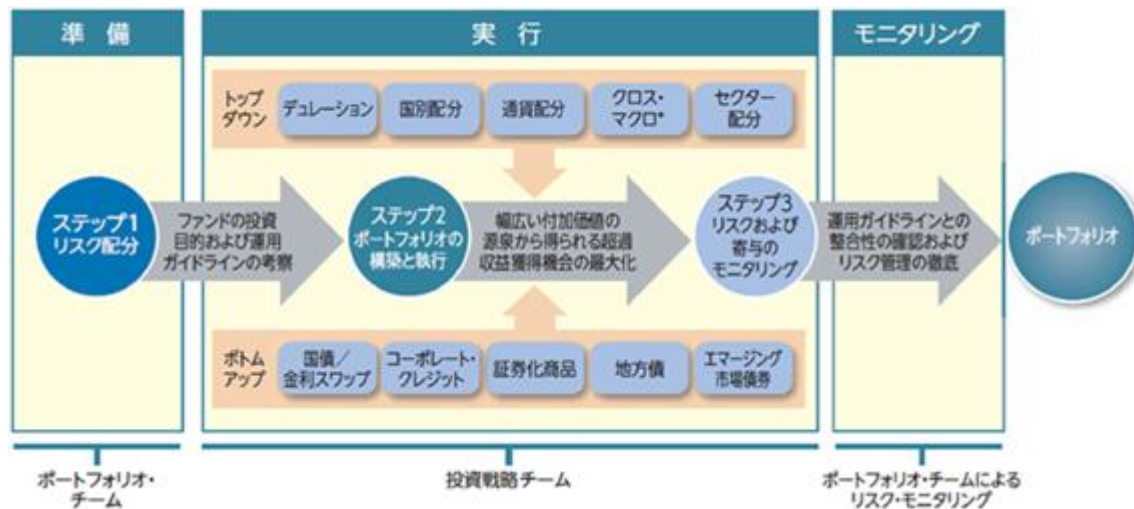 準 備
実 行
モニタリング
トップ
ダウン
デュレーション
国別配分
通貨配分
クロス・
マクロ*
セクター
配分
ステップ1
リスク配分
ファンドの投資
目的および運用
ガイドラインの考察
ステップ2
ポートフォリオの
構築と執行
幅広い付加価値の
源泉から得られる超過
収益獲得機会の最大化
ステップ3
リスクおよび
寄与の
モニタリング
運用ガイドラインとの
整合性の確認および
リスク管理の徹底
ポートフォリオ
ボトム
アップ
国債/
金利スワップ
コーポレート・
クレジット
証券化商品
地方債
エマージング
市場債券
ポートフォリオ・
チーム
投資戦略チーム
ポートフォリオ・チームによる
リスク・モニタリング